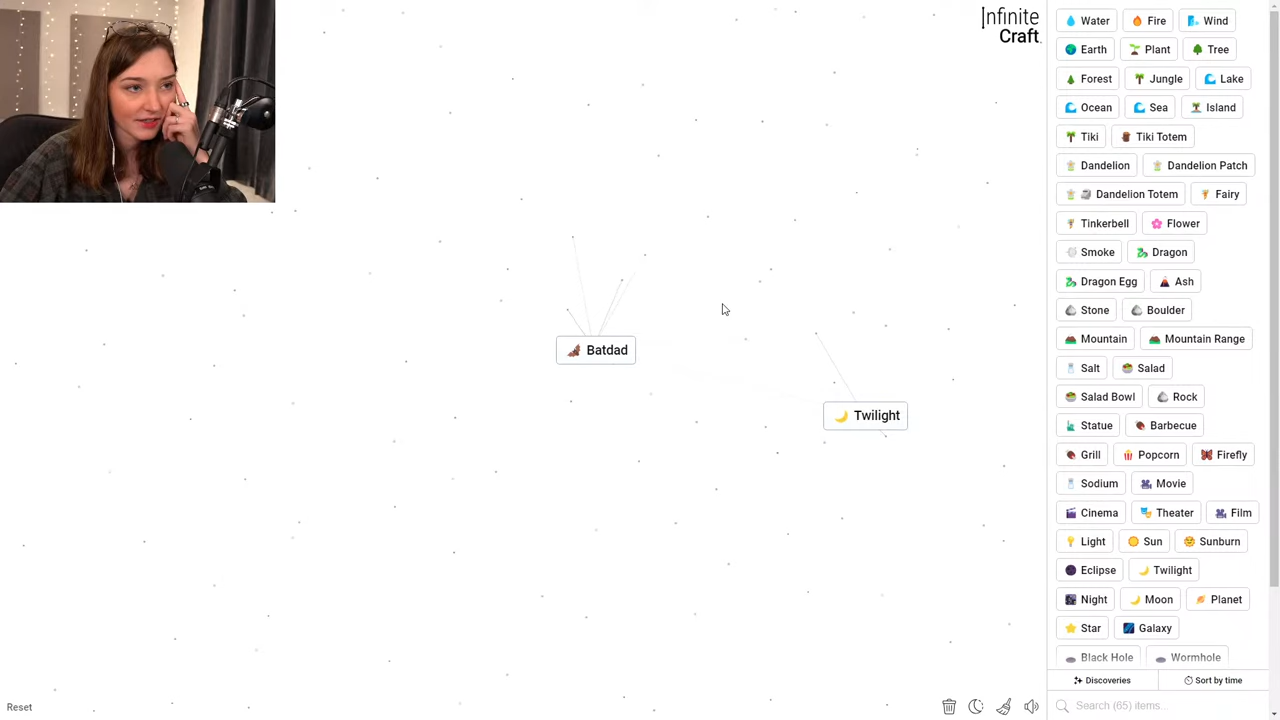 Infinite
Craft.
Water
Fire
Wind
Earth
Plant
Tree
Forest
Jungle
Lake
Ocean
Sea
Island
Tiki
Tiki Totem
Dandelion
Dandelion Patch
Dandelion Totem
Fairy
Tinkerbell
Flower
Smoke
Dragon
Dragon Egg
Ash
Stone
Boulder
Mountain
Mountain Range
Salt
Salad
Salad Bowl
Rock
Statue
Barbecue
Grill
Popcorn
Firefly
Sodium
Movie
Cinema
Theater
Film
Light
Sun
Sunburn
Eclipse
Twilight
Night
Moon
Planet
Star
Galaxy
Black Hole
Wormhole
Batdad
Twilight
Discoveries
Sort by time
Search (65) items...
Reset